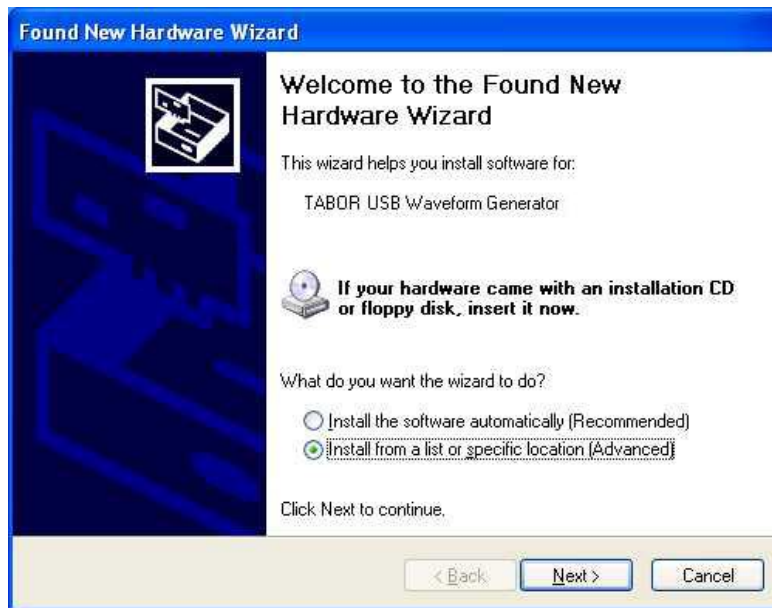 Found New Hardware Wizard
Welcome to the Found New
Hardware Wizard
This wizard helps you install software for:
TABOR USB Waveform Generator
If your hardware came with an installation CD
or floppy disk, insert it now.
What do you want the wizard to do?
Install the software automatically (Recommended)
Install from a list or specific location (Advanced)
Click Next to continue.
< Back Next > Cancel